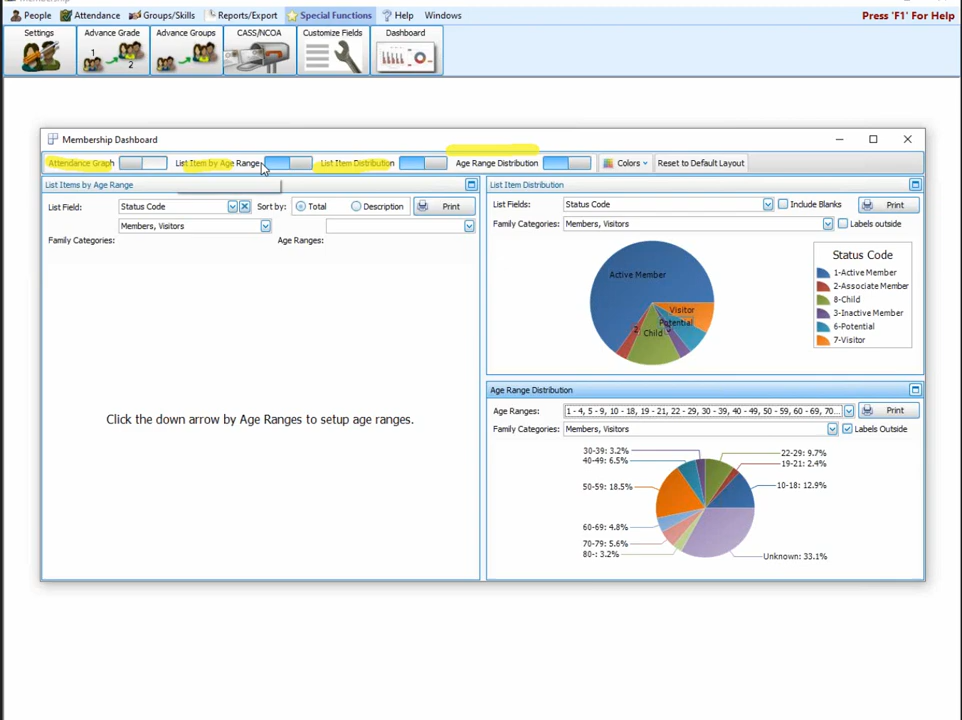 People Attendance Groups/Skills Reports/Export Special Functions Help Windows Press 'F1' For Help
Settings Advance Grade Advance Groups CASS/NCOA Customize Fields Dashboard
1
2
Membership Dashboard
Attendance Graph List Item by Age Range List Item Distribution Age Range Distribution Colors Reset to Default Layout
List Items by Age Range
List Field: Status Code Sort by: Total Description Print
Members, Visitors
Family Categories: Age Ranges:
Click the down arrow by Age Ranges to setup age ranges.
List Item Distribution
List Fields: Status Code Include Blanks Print
Family Categories: Members, Visitors Labels outside
Active Member
Visitor
Potential
Child
2
Status Code
1-Active Member
2-Associate Member
8-Child
3-Inactive Member
6-Potential
7-Visitor
Age Range Distribution
Age Ranges: 1 - 4, 5 - 9, 10 - 18, 19 - 21, 22 - 29, 30 - 39, 40 - 49, 50 - 59, 60 - 69, 70... Print
Family Categories: Members, Visitors Labels Outside
30-39: 3.2%
40-49: 6.5%
50-59: 18.5%
60-69: 4.8%
70-79: 5.6%
80-: 3.2%
22-29: 9.7%
19-21: 2.4%
10-18: 12.9%
Unknown: 33.1%